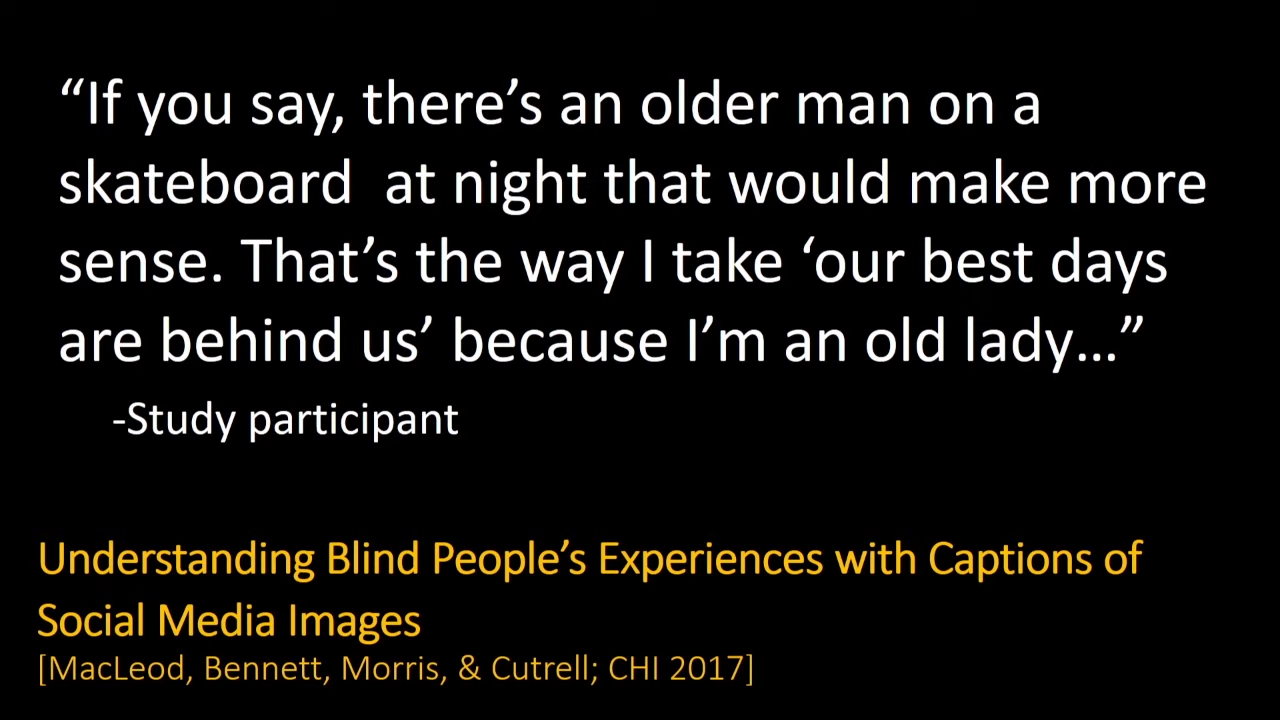 “If you say, there’s an older man on a
skateboard  at night that would make more
sense. That’s the way I take ‘our best days
are behind us’ because I’m an old lady…”
-Study participant
Understanding Blind People’s Experiences with Captions of
Social Media Images
[MacLeod, Bennett, Morris, & Cutrell; CHI 2017]